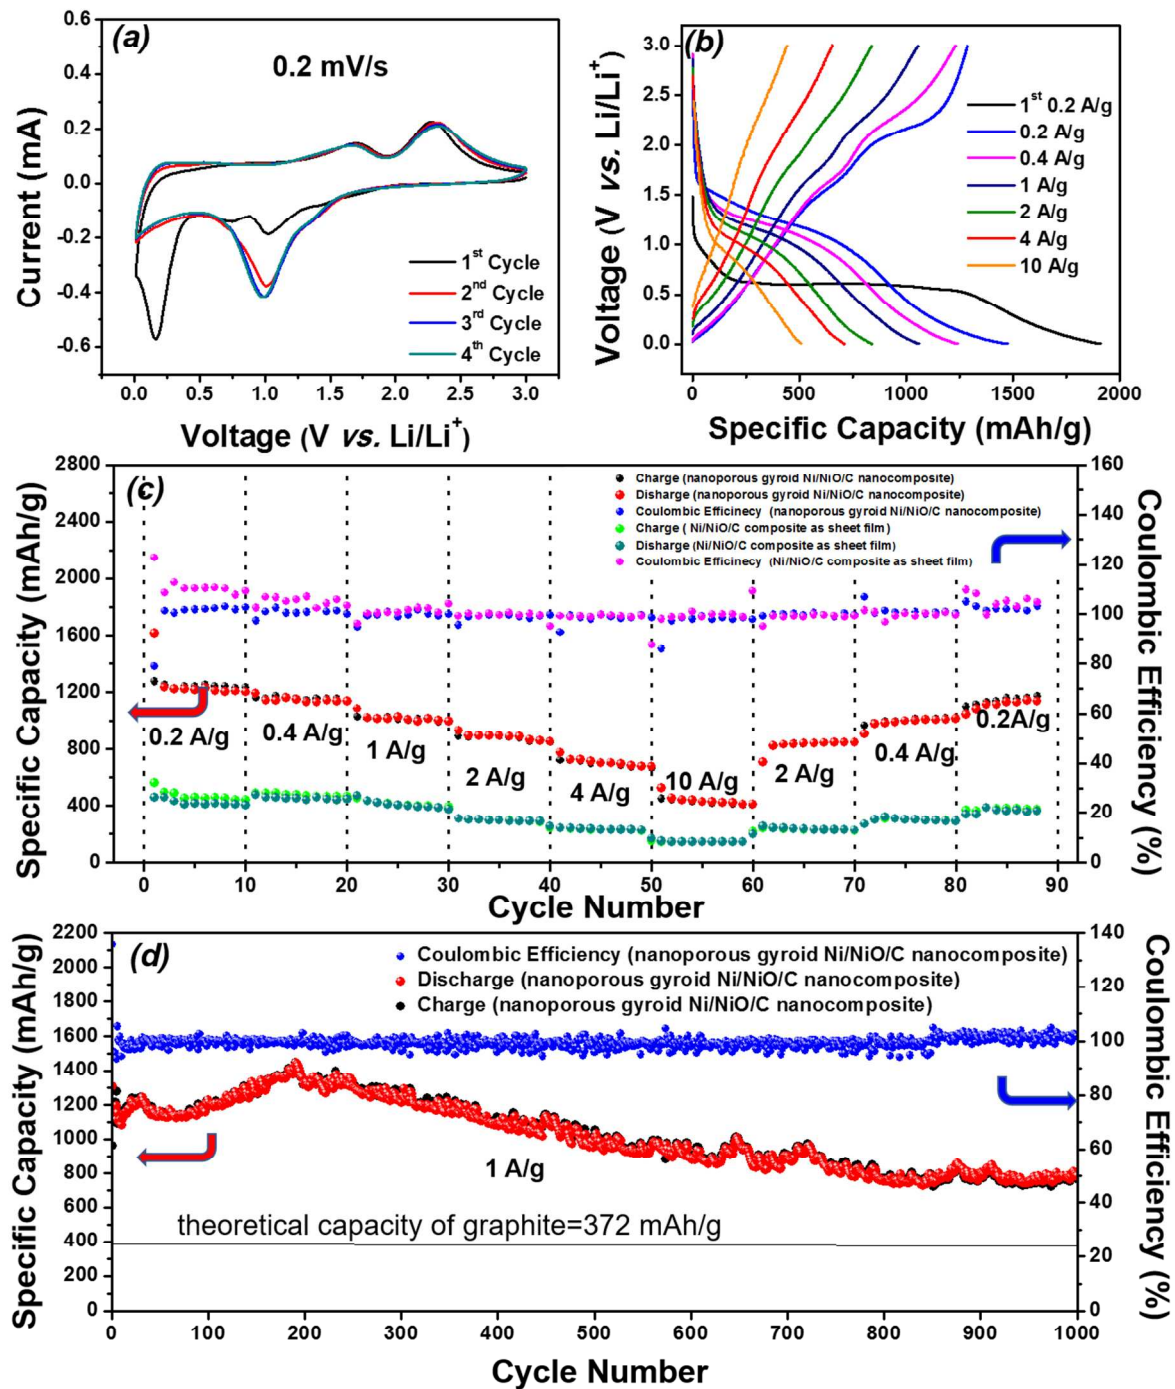 (a)
0.2 mV/s
0.6
0.4
0.2
0.0
-0.2
-0.4
-0.6
Current (mA)
1st Cycle
2nd Cycle
3rd Cycle
4th Cycle
0.0 0.5 1.0 1.5 2.0 2.5 3.0
Voltage (V vs. Li/Li+)
(b)
3.0
2.5
2.0
1.5
1.0
0.5
0.0
Voltage (V vs. Li/Li+)
1st 0.2 A/g
0.2 A/g
0.4 A/g
1 A/g
2 A/g
4 A/g
10 A/g
0 500 1000 1500 2000
Specific Capacity (mAh/g)
(c)
2800
2400
2000
1600
1200
800
400
0
Specific Capacity (mAh/g)
Charge (nanoporous gyroid Ni/NiO/C nanocomposite)
Disharge (nanoporous gyroid Ni/NiO/C nanocomposite)
Coulombic Efficinecy (nanoporous gyroid Ni/NiO/C nanocomposite)
Charge ( Ni/NiO/C composite as sheet film)
Disharge (Ni/NiO/C composite as sheet film)
Coulombic Efficinecy (Ni/NiO/C composite as sheet film)
0.2 A/g
0.4 A/g
1 A/g
2 A/g
4 A/g
10 A/g
2 A/g
0.4 A/g
0.2A/g
160
140
120
100
80
60
40
20
0
Coulombic Efficiency (%)
0 10 20 30 40 50 60 70 80 90
Cycle Number
(d)
2200
2000
1800
1600
1400
1200
1000
800
600
400
200
0
Specific Capacity (mAh/g)
Coulombic Efficiency (nanoporous gyroid Ni/NiO/C nanocomposite)
Discharge (nanoporous gyroid Ni/NiO/C nanocomposite)
Charge (nanoporous gyroid Ni/NiO/C nanocomposite)
1 A/g
theoretical capacity of graphite=372 mAh/g
140
120
100
80
60
40
20
0
Coulombic Efficiency (%)
0 100 200 300 400 500 600 700 800 900 1000
Cycle Number